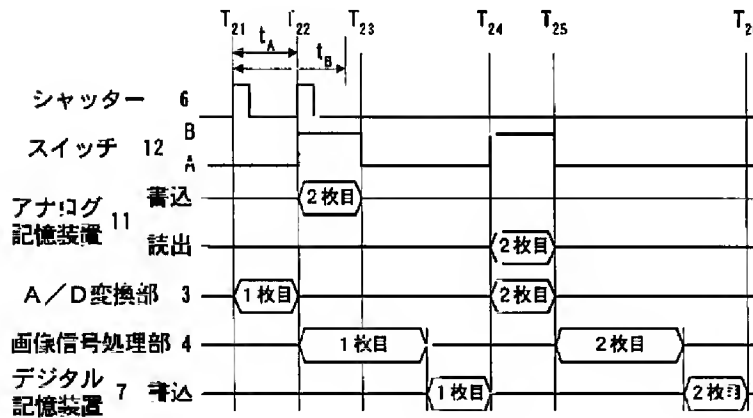 T21 T22 T23 T24 T25 T2
tA
tB
シャッター 6
スイッチ 12 B
A
アナログ記憶装置 11 書込 2枚目
読出 2枚目
A/D変換部 3 1枚目 2枚目
画像信号処理部 4 1枚目 2枚目
デジタル記憶装置 7 書込 1枚目 2枚目